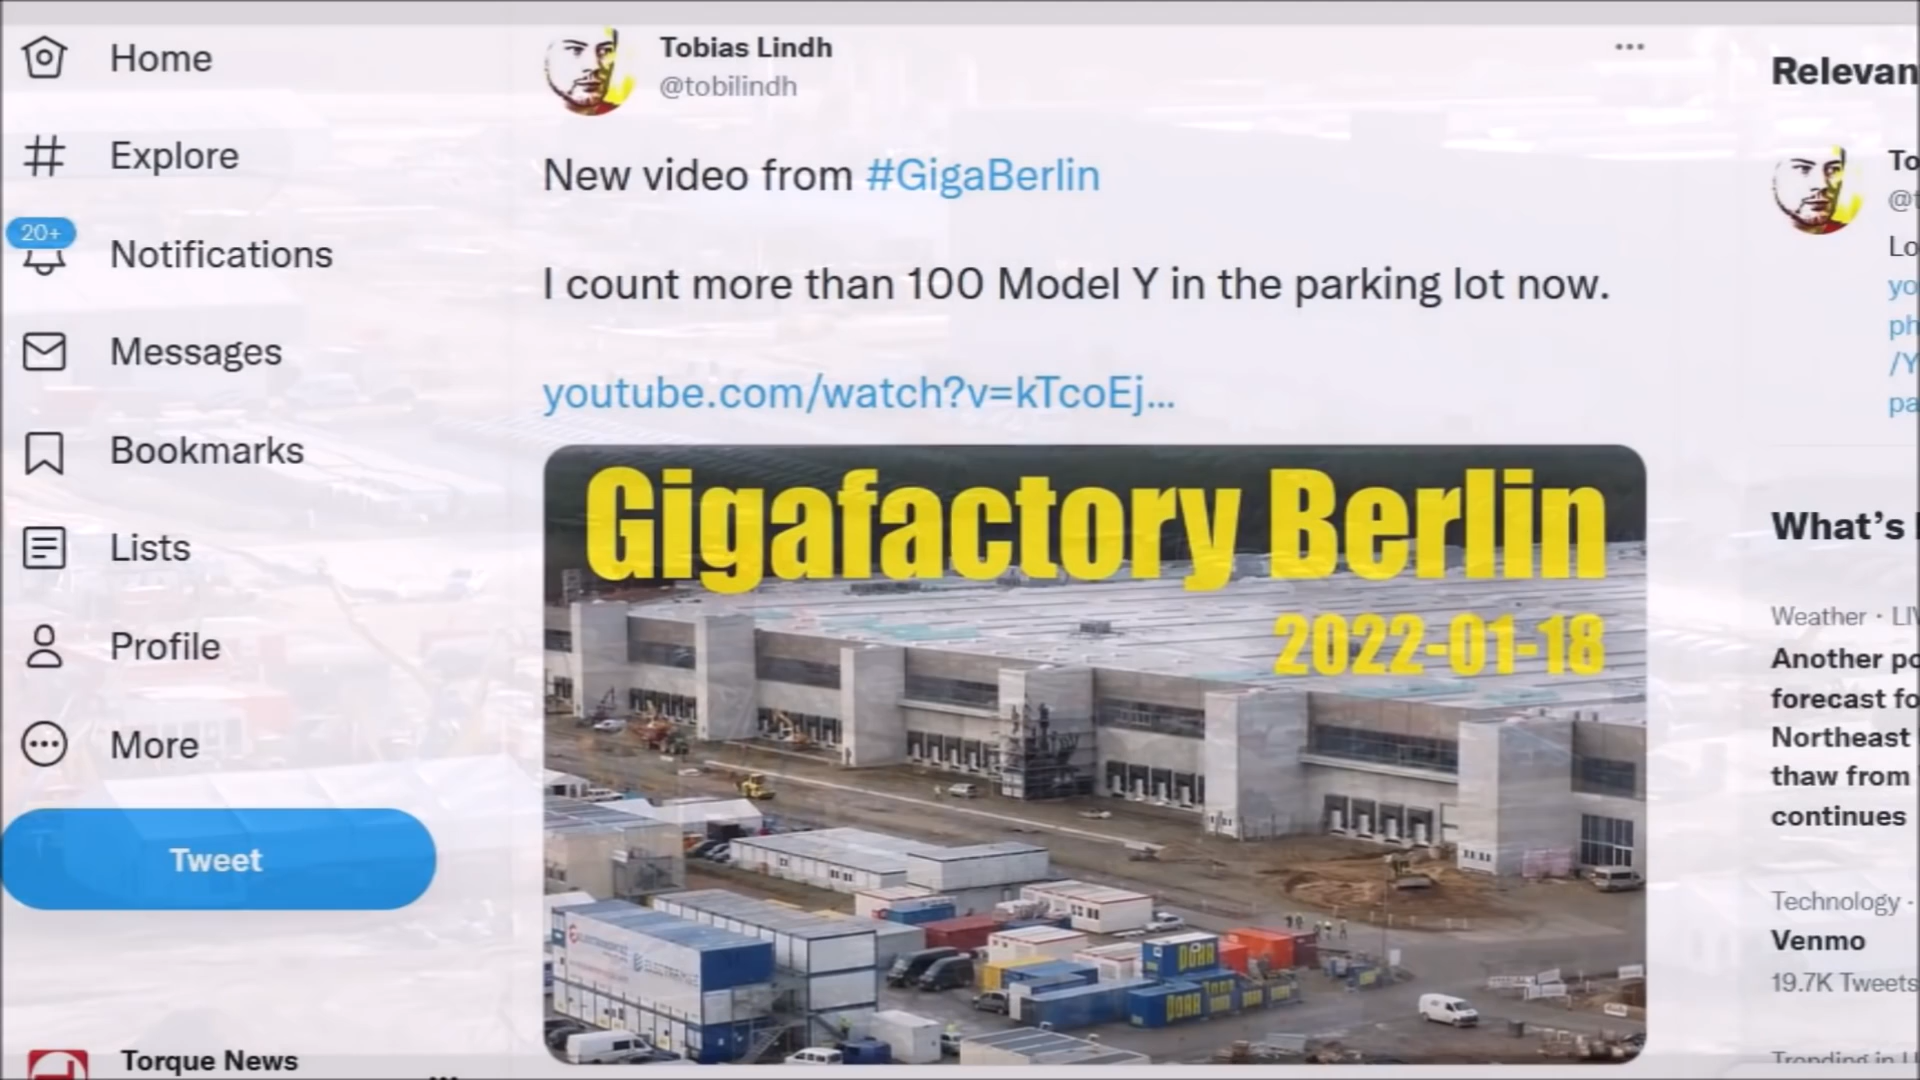 Home
Explore
20+
Notifications
Messages
Bookmarks
Lists
Profile
More
Tweet
Torque News
Tobias Lindh
@tobilindh
New video from #GigaBerlin
I count more than 100 Model Y in the parking lot now.
youtube.com/watch?v=kTcoEj...
Gigafactory Berlin
2022-01-18
Relevan
To
@t
Lo
yo
ph
/Y
pa
What's
Weather · LIV
Another po
forecast fo
Northeast
thaw from
continues
Technology ·
Venmo
19.7K Tweets
Trending in U